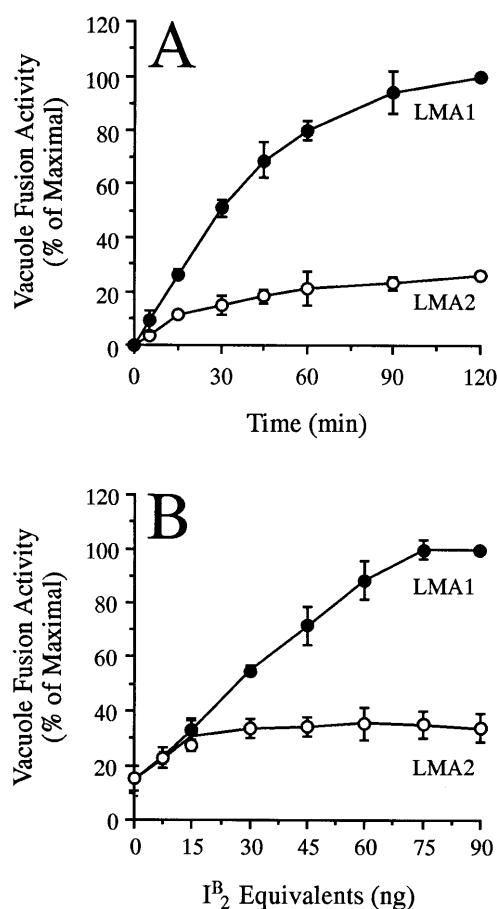 A
120
100
80
60
40
20
0
Vacuole Fusion Activity
(% of Maximal)
LMA1
LMA2
0 30 60 90 120
Time (min)
B
120
100
80
60
40
20
0
Vacuole Fusion Activity
(% of Maximal)
LMA1
LMA2
0 15 30 45 60 75 90
I^B_2 Equivalents (ng)